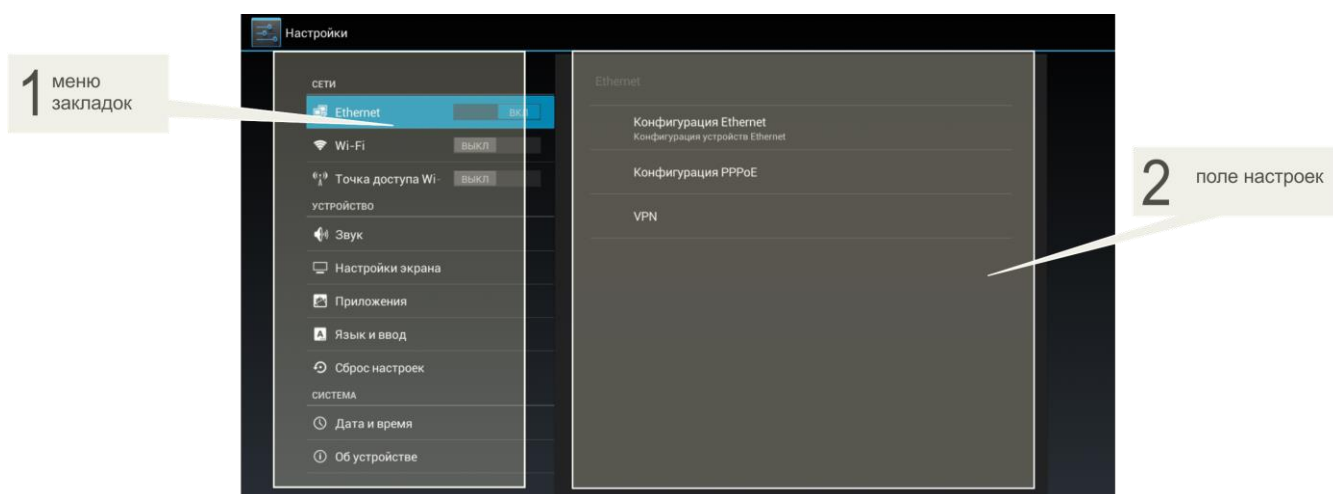 Настройки
1 меню
закладок
СЕТИ
Ethernet ВКЛ
Wi-Fi ВЫКЛ
Точка доступа Wi- ВЫКЛ
УСТРОЙСТВО
Звук
Настройки экрана
Приложения
Язык и ввод
Сброс настроек
СИСТЕМА
Дата и время
Об устройстве
Ethernet
Конфигурация Ethernet
Конфигурация устройств Ethernet
Конфигурация PPPoE
VPN
2 поле настроек